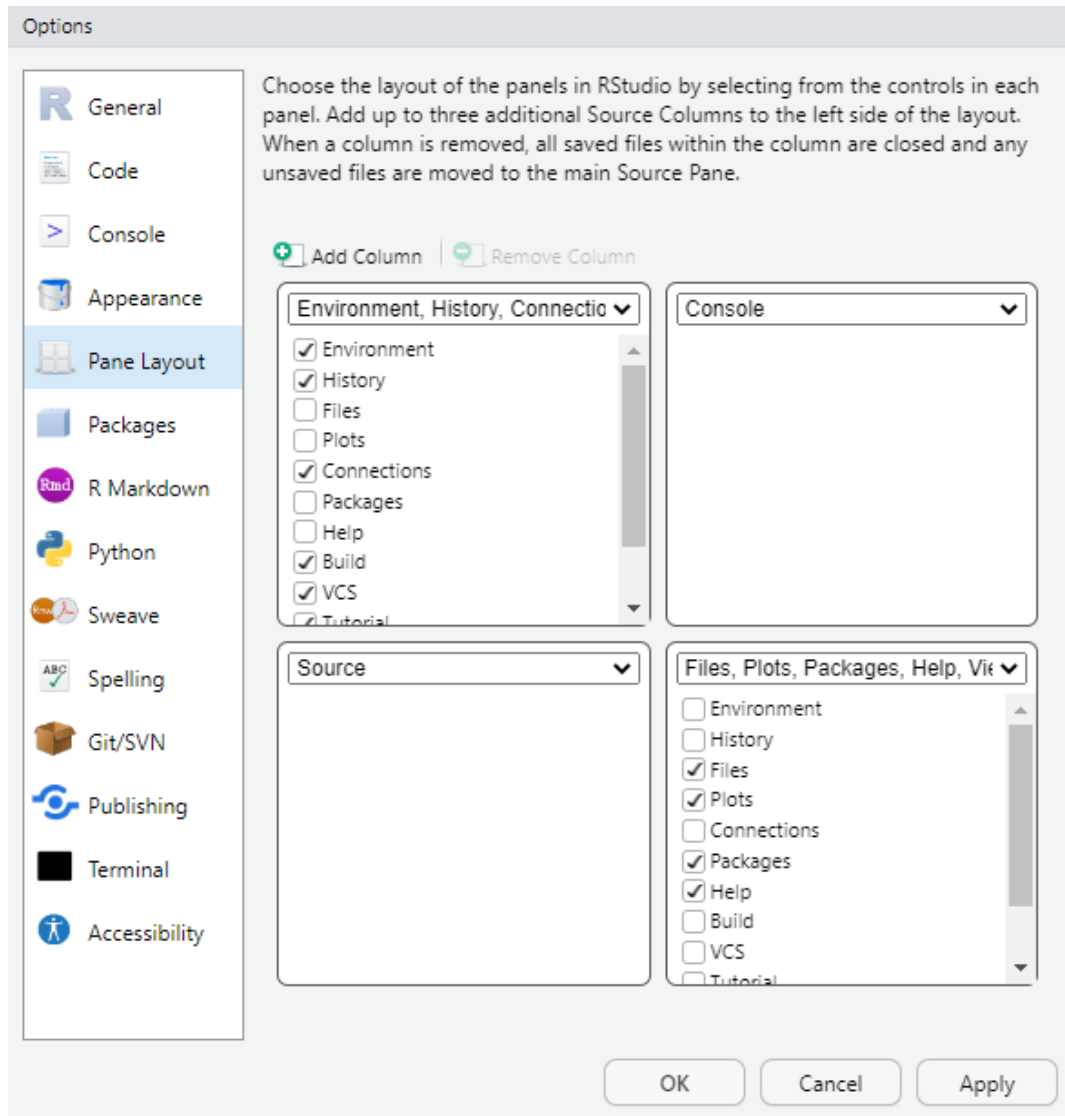 Options
General
Code
Console
Appearance
Pane Layout
Packages
Rmd R Markdown
Python
Rnw Sweave
ABC Spelling
Git/SVN
Publishing
Terminal
Accessibility
Choose the layout of the panels in RStudio by selecting from the controls in each
panel. Add up to three additional Source Columns to the left side of the layout.
When a column is removed, all saved files within the column are closed and any
unsaved files are moved to the main Source Pane.
Add Column Remove Column
Environment, History, Connectio
Environment
History
Files
Plots
Connections
Packages
Help
Build
VCS
Tutorial
Console
Source
Files, Plots, Packages, Help, Vie
Environment
History
Files
Plots
Connections
Packages
Help
Build
VCS
Tutorial
OK Cancel Apply